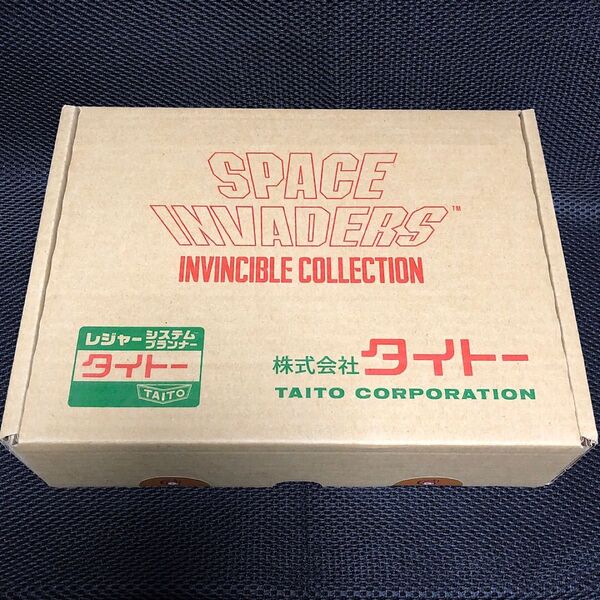 SPACE
INVADERS™
INVINCIBLE COLLECTION
レジャーシステム
プランナー
タイトー
TAITO
株式会社タイトー
TAITO CORPORATION